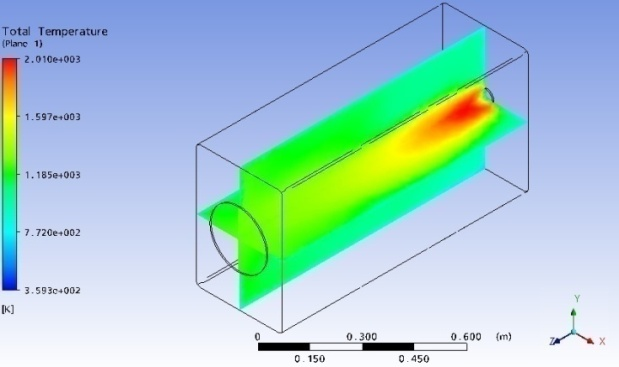 Total Temperature
(Plane 1)
2.010e+003
1.597e+003
1.185e+003
7.720e+002
3.593e+002
[K]
0 0.300 0.600 (m)
0.150 0.450
Y
Z X